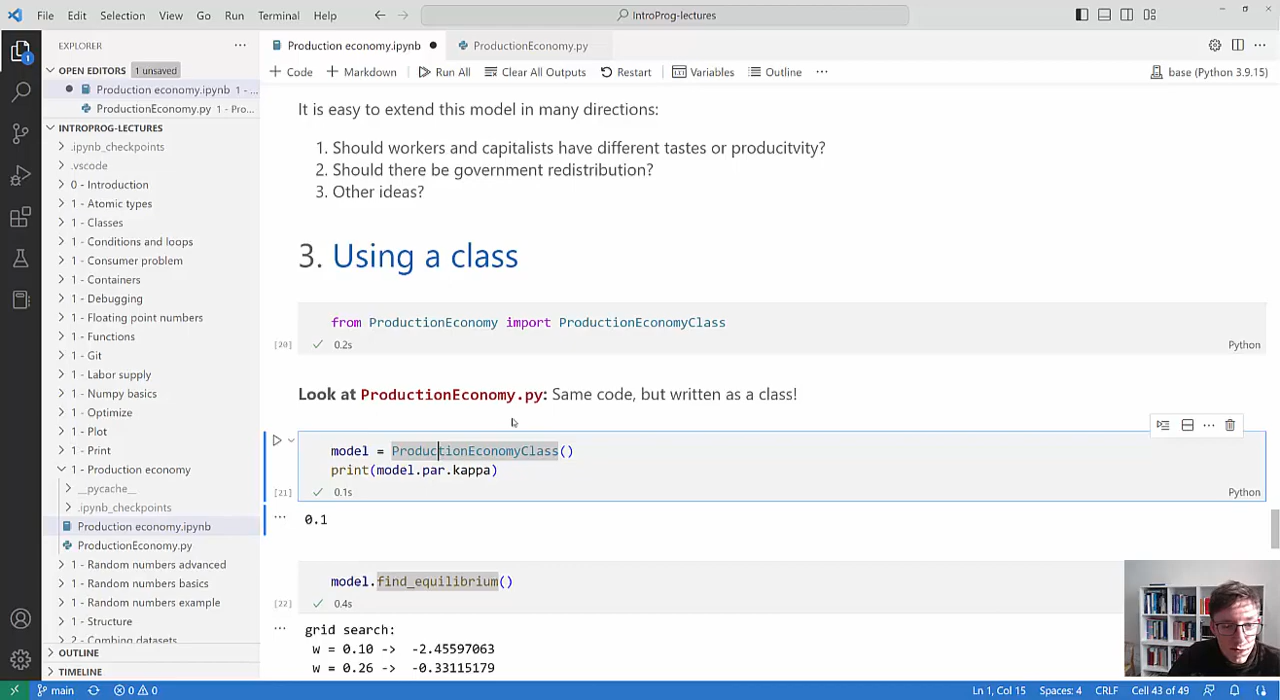 File Edit Selection View Go Run Terminal Help IntroProg-lectures
EXPLORER
OPEN EDITORS 1 unsaved
Production economy.ipynb 1 - ...
ProductionEconomy.py 1 - Pro...
INTROPROG-LECTURES
.ipynb_checkpoints
.vscode
0 - Introduction
1 - Atomic types
1 - Classes
1 - Conditions and loops
1 - Consumer problem
1 - Containers
1 - Debugging
1 - Floating point numbers
1 - Functions
1 - Git
1 - Labor supply
1 - Numpy basics
1 - Optimize
1 - Plot
1 - Print
1 - Production economy
__pycache__
.ipynb_checkpoints
Production economy.ipynb
ProductionEconomy.py
1 - Random numbers advanced
1 - Random numbers basics
1 - Random numbers example
1 - Structure
2 - Combing datasets
OUTLINE
TIMELINE
Production economy.ipynb ProductionEconomy.py
Code Markdown Run All Clear All Outputs Restart Variables Outline ... base (Python 3.9.15)
It is easy to extend this model in many directions:
1. Should workers and capitalists have different tastes or producitvity?
2. Should there be government redistribution?
3. Other ideas?
3. Using a class
from ProductionEconomy import ProductionEconomyClass
[20] 0.2s Python
Look at ProductionEconomy.py: Same code, but written as a class!
model = ProductionEconomyClass()
print(model.par.kappa)
[21] 0.1s Python
0.1
model.find_equilibrium()
[22] 0.4s
grid search:
w = 0.10 -> -2.45597063
w = 0.26 -> -0.33115179
main 0 0 Ln 1, Col 15 Spaces: 4 CRLF Cell 43 of 49